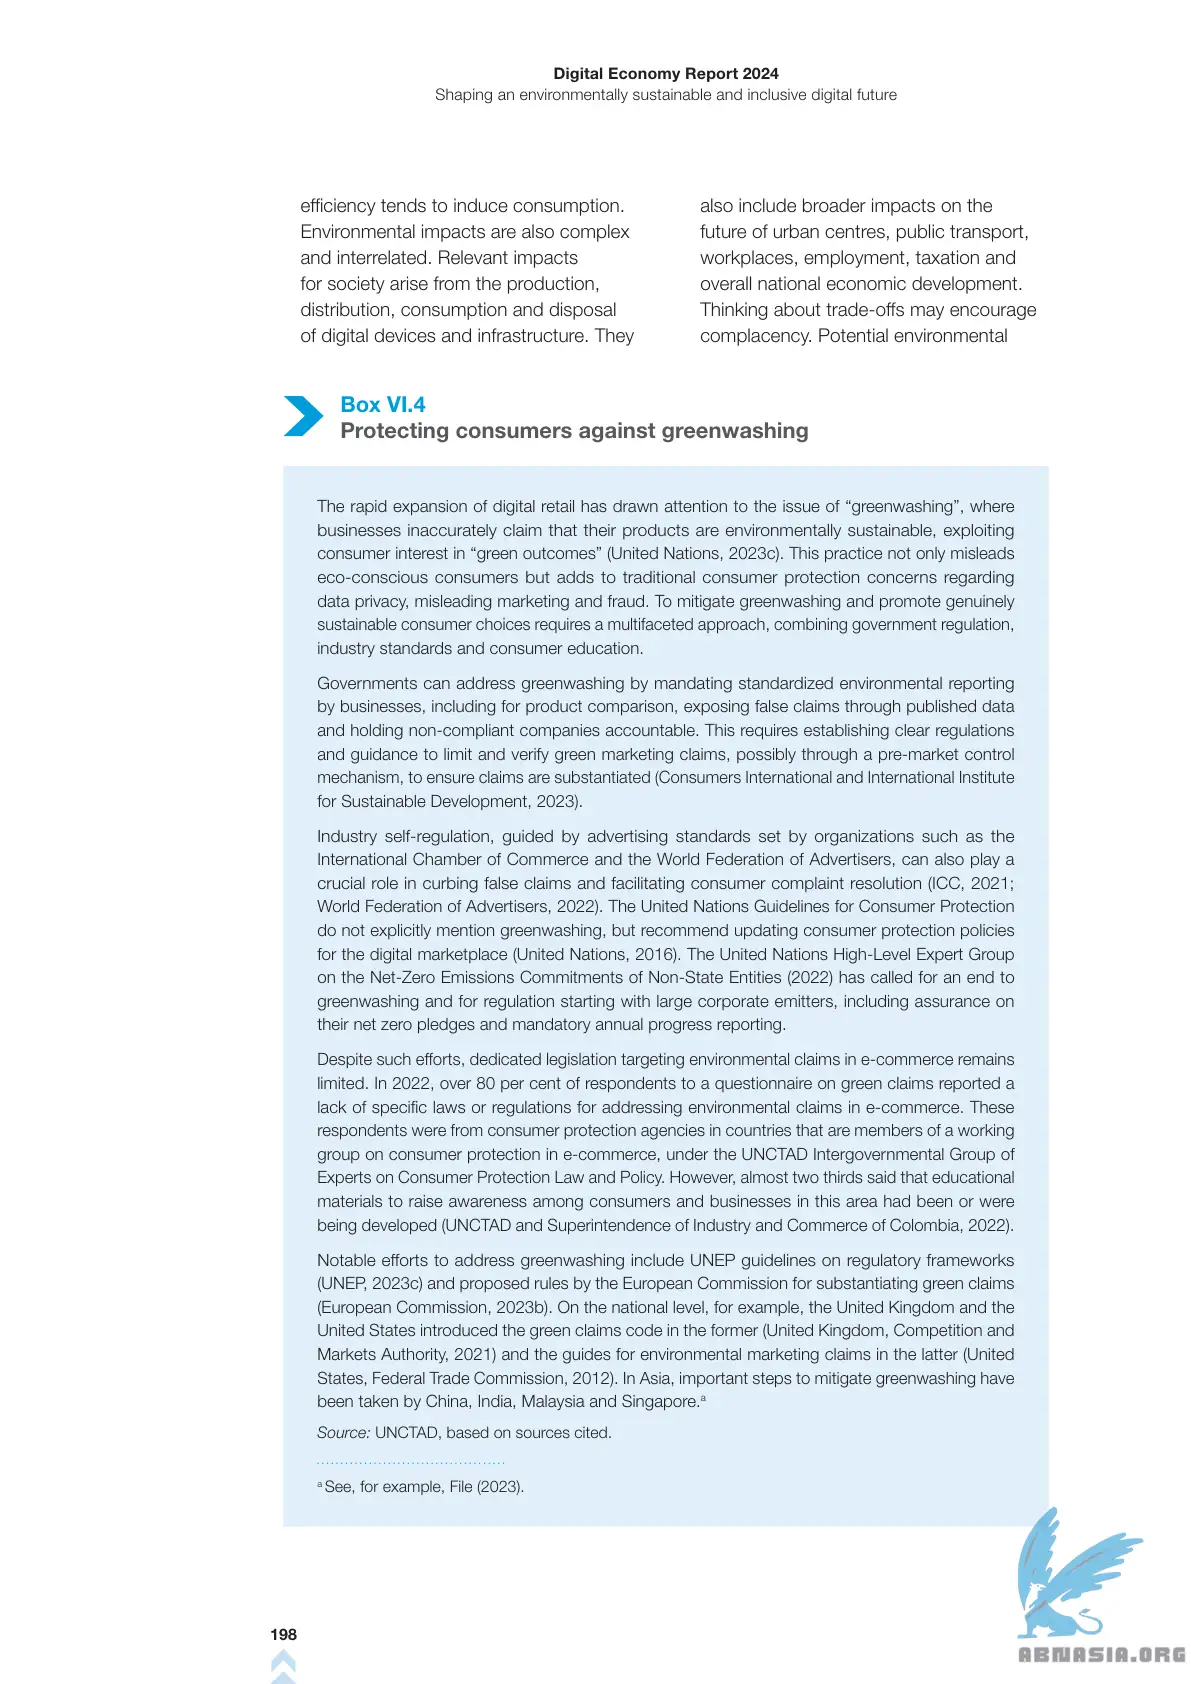 Digital Economy Report 2024
Shaping an environmentally sustainable and inclusive digital future
efficiency tends to induce consumption.
Environmental impacts are also complex
and interrelated. Relevant impacts
for society arise from the production,
distribution, consumption and disposal
of digital devices and infrastructure. They
also include broader impacts on the
future of urban centres, public transport,
workplaces, employment, taxation and
overall national economic development.
Thinking about trade-offs may encourage
complacency. Potential environmental
Box VI.4
Protecting consumers against greenwashing
The rapid expansion of digital retail has drawn attention to the issue of “greenwashing”, where
businesses inaccurately claim that their products are environmentally sustainable, exploiting
consumer interest in “green outcomes” (United Nations, 2023c). This practice not only misleads
eco-conscious consumers but adds to traditional consumer protection concerns regarding
data privacy, misleading marketing and fraud. To mitigate greenwashing and promote genuinely
sustainable consumer choices requires a multifaceted approach, combining government regulation,
industry standards and consumer education.
Governments can address greenwashing by mandating standardized environmental reporting
by businesses, including for product comparison, exposing false claims through published data
and holding non-compliant companies accountable. This requires establishing clear regulations
and guidance to limit and verify green marketing claims, possibly through a pre-market control
mechanism, to ensure claims are substantiated (Consumers International and International Institute
for Sustainable Development, 2023).
Industry self-regulation, guided by advertising standards set by organizations such as the
International Chamber of Commerce and the World Federation of Advertisers, can also play a
crucial role in curbing false claims and facilitating consumer complaint resolution (ICC, 2021;
World Federation of Advertisers, 2022). The United Nations Guidelines for Consumer Protection
do not explicitly mention greenwashing, but recommend updating consumer protection policies
for the digital marketplace (United Nations, 2016). The United Nations High-Level Expert Group
on the Net-Zero Emissions Commitments of Non-State Entities (2022) has called for an end to
greenwashing and for regulation starting with large corporate emitters, including assurance on
their net zero pledges and mandatory annual progress reporting.
Despite such efforts, dedicated legislation targeting environmental claims in e-commerce remains
limited. In 2022, over 80 per cent of respondents to a questionnaire on green claims reported a
lack of specific laws or regulations for addressing environmental claims in e-commerce. These
respondents were from consumer protection agencies in countries that are members of a working
group on consumer protection in e-commerce, under the UNCTAD Intergovernmental Group of
Experts on Consumer Protection Law and Policy. However, almost two thirds said that educational
materials to raise awareness among consumers and businesses in this area had been or were
being developed (UNCTAD and Superintendence of Industry and Commerce of Colombia, 2022).
Notable efforts to address greenwashing include UNEP guidelines on regulatory frameworks
(UNEP, 2023c) and proposed rules by the European Commission for substantiating green claims
(European Commission, 2023b). On the national level, for example, the United Kingdom and the
United States introduced the green claims code in the former (United Kingdom, Competition and
Markets Authority, 2021) and the guides for environmental marketing claims in the latter (United
States, Federal Trade Commission, 2012). In Asia, important steps to mitigate greenwashing have
been taken by China, India, Malaysia and Singapore.ᵃ
Source: UNCTAD, based on sources cited.
ᵃ See, for example, File (2023).
198
ABNASIA.ORG